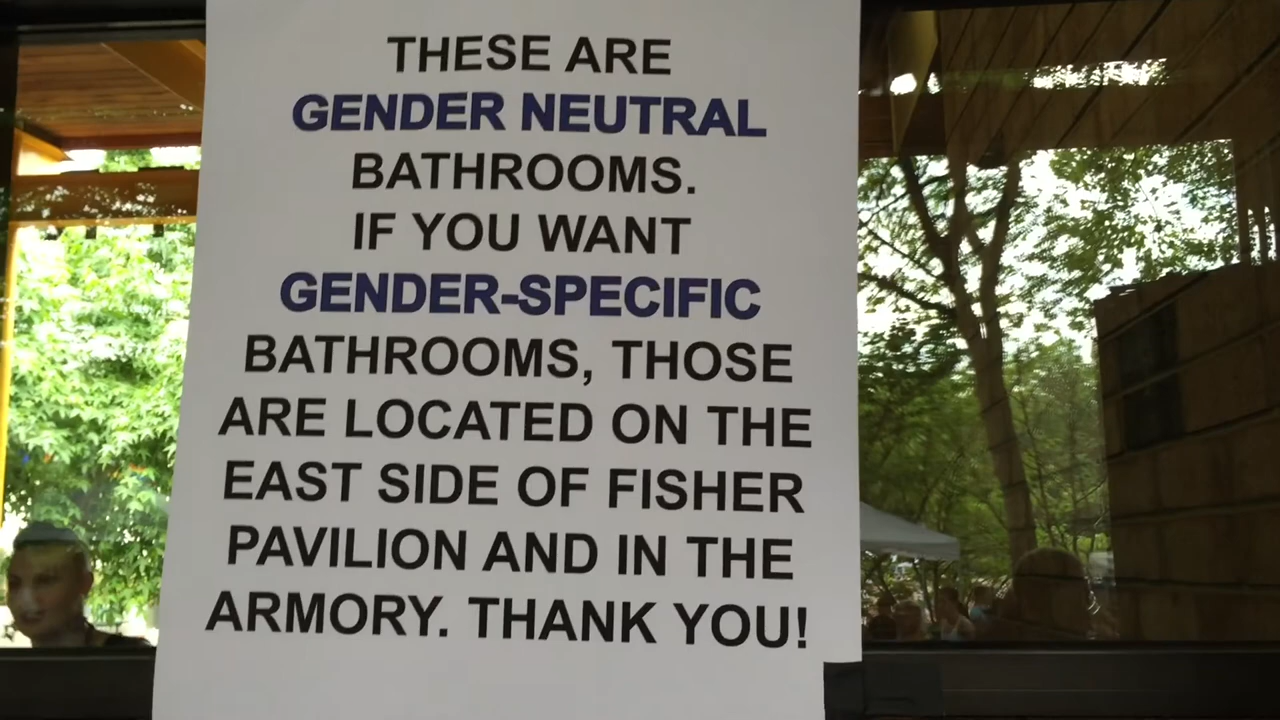 THESE ARE
GENDER NEUTRAL
BATHROOMS.
IF YOU WANT
GENDER-SPECIFIC
BATHROOMS, THOSE
ARE LOCATED ON THE
EAST SIDE OF FISHER
PAVILION AND IN THE
ARMORY. THANK YOU!